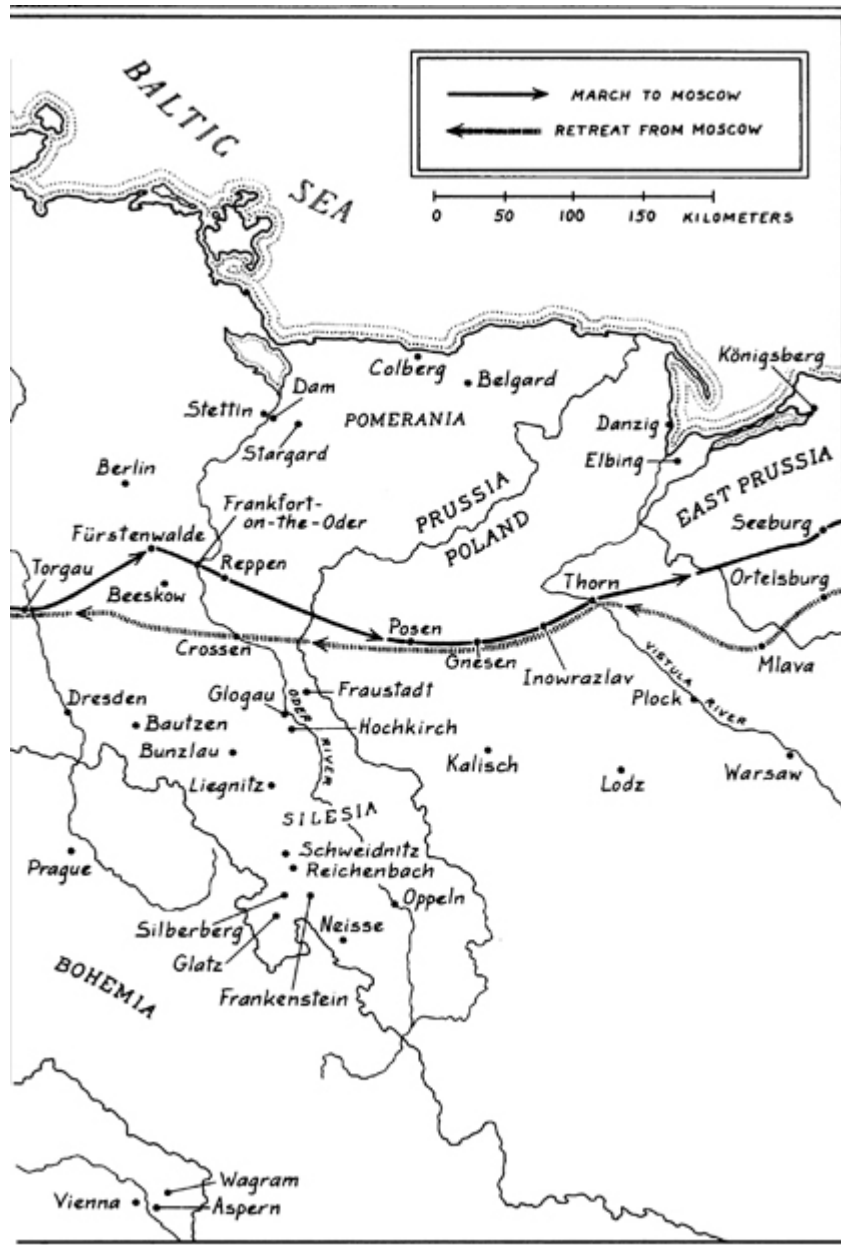 BALTIC
SEA
MARCH TO MOSCOW
RETREAT FROM MOSCOW
0 50 100 150 KILOMETERS
Colberg
Belgard
Königsberg
Dam
Stettin
POMERANIA
Stargard
Danzig
Elbing
Berlin
Frankfort-
on-the-Oder
PRUSSIA
POLAND
EAST PRUSSIA
Seeburg
Fürstenwalde
Torgau
Reppen
Beeskow
Thorn
Ortelsburg
Posen
Crossen
Gnesen
Inowrazlav
Mlava
VISTULA RIVER
Dresden
Glogau
ODER RIVER
Fraustadt
Plock
Bautzen
Hochkirch
Bunzlau
Kalisch
Lodz
Warsaw
Liegnitz
SILESIA
Prague
Schweidnitz
Reichenbach
Oppeln
Silberberg
Neisse
Glatz
BOHEMIA
Frankenstein
Wagram
Vienna
Aspern